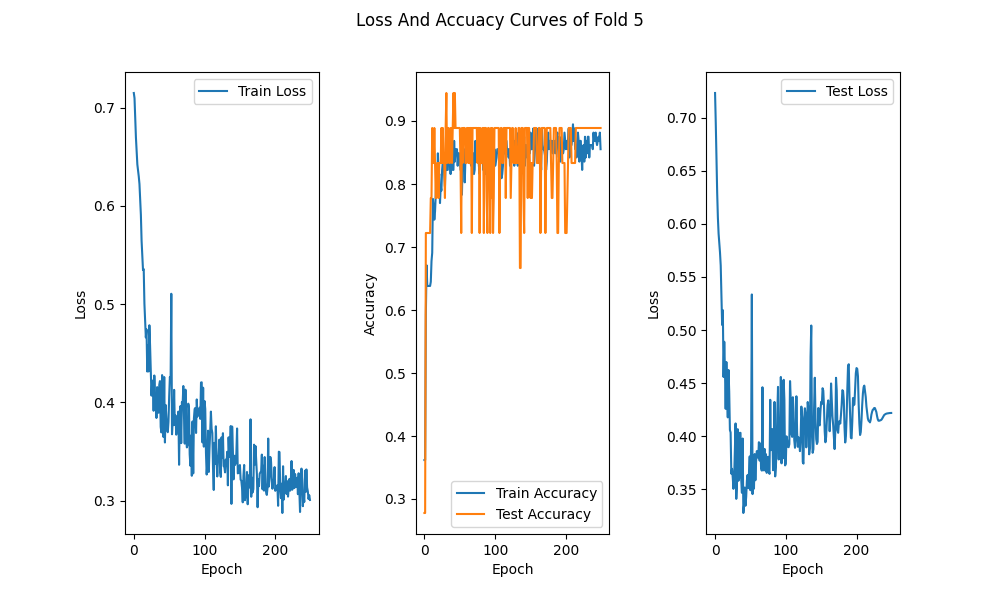 Loss And Accuacy Curves of Fold 5
Train Loss
0.7
0.6
0.5
0.4
0.3
Loss
0
100
200
Epoch
0.9
0.8
0.7
0.6
0.5
0.4
0.3
Accuracy
Train Accuracy
Test Accuracy
0
100
200
Epoch
Test Loss
0.70
0.65
0.60
0.55
0.50
0.45
0.40
0.35
Loss
0
100
200
Epoch